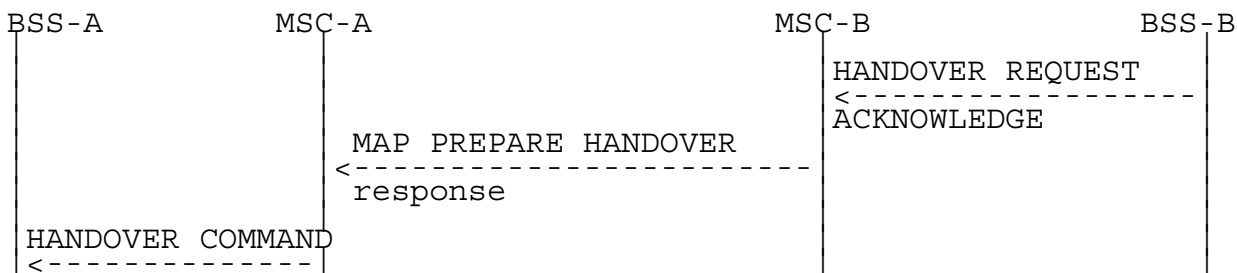 BSS-A MSC-A MSC-B BSS-B
HANDOVER REQUEST
ACKNOWLEDGE
MAP PREPARE HANDOVER
response
HANDOVER COMMAND